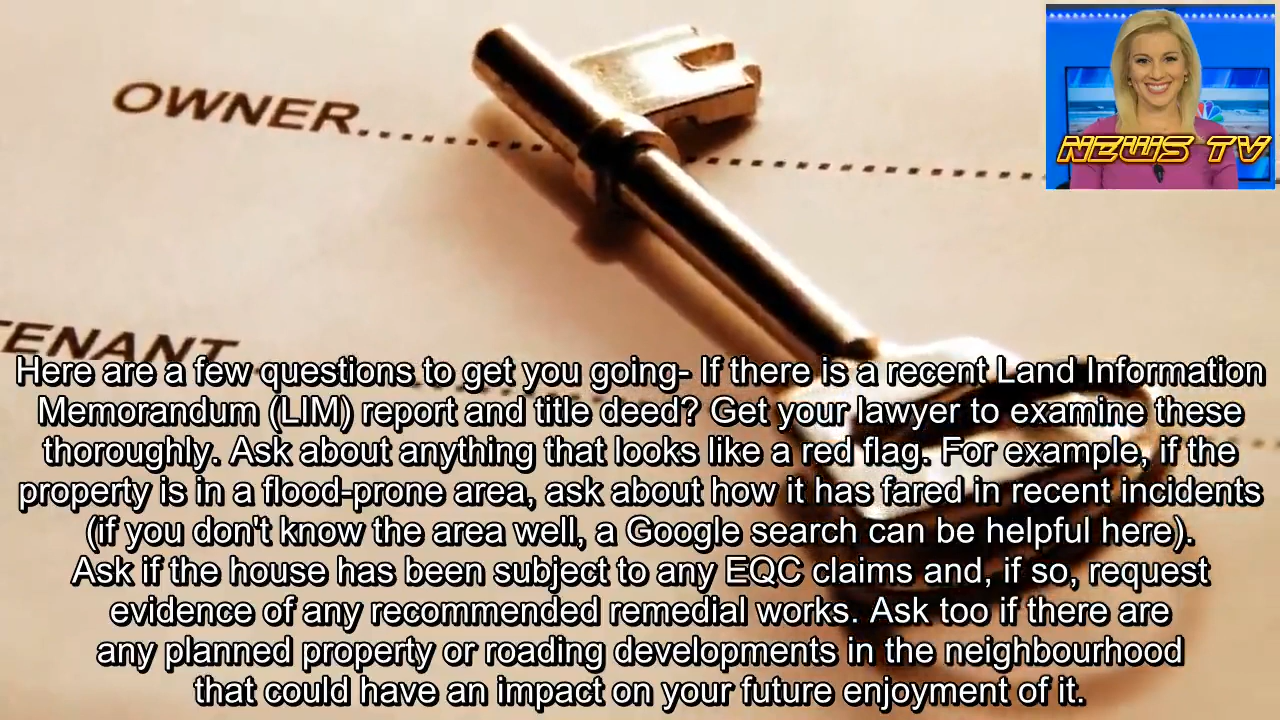 OWNER
NEWS TV
TENANT
Here are a few questions to get you going- If there is a recent Land Information
Memorandum (LIM) report and title deed? Get your lawyer to examine these
thoroughly. Ask about anything that looks like a red flag. For example, if the
property is in a flood-prone area, ask about how it has fared in recent incidents
(if you don't know the area well, a Google search can be helpful here).
Ask if the house has been subject to any EQC claims and, if so, request
evidence of any recommended remedial works. Ask too if there are
any planned property or roading developments in the neighbourhood
that could have an impact on your future enjoyment of it.